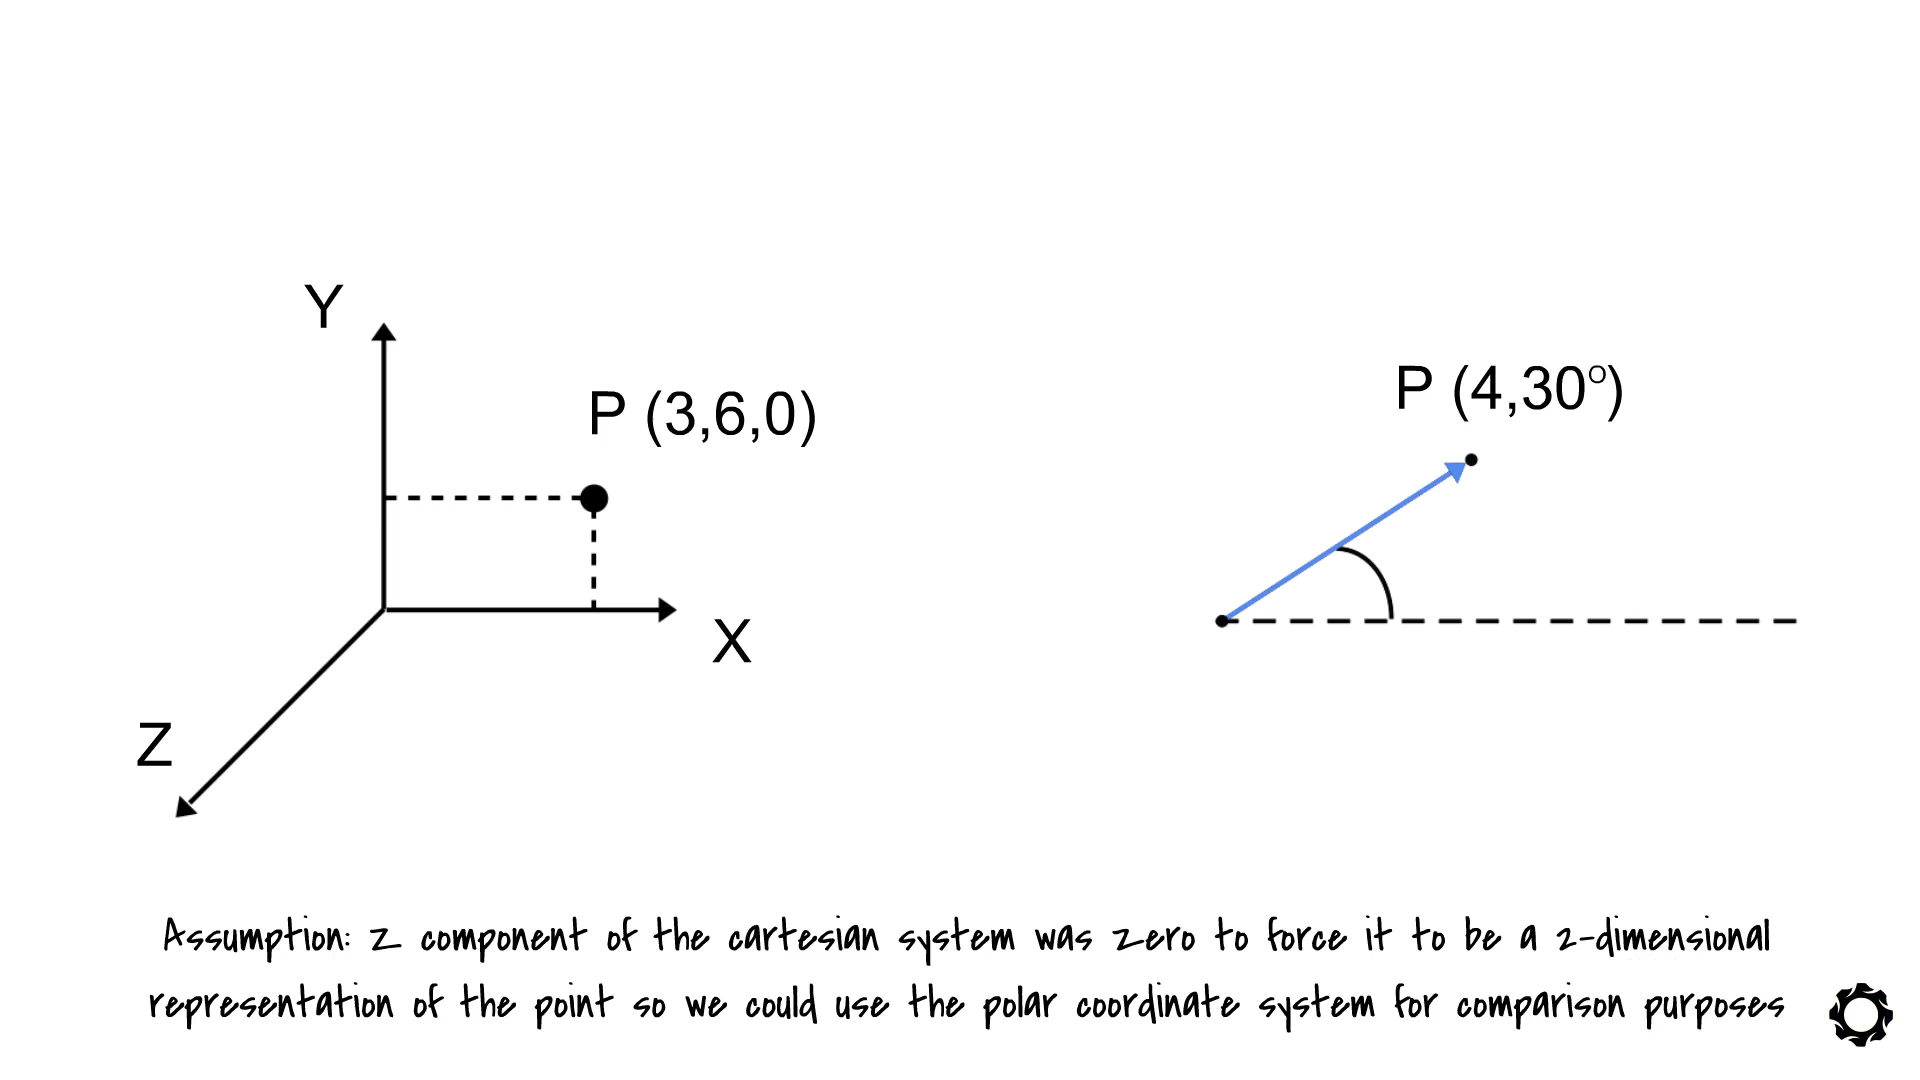 Y
P (3,6,0)
X
Z
P (4,30°)
Assumption: Z component of the cartesian system was zero to force it to be a 2-dimensional
representation of the point so we could use the polar coordinate system for comparison purposes